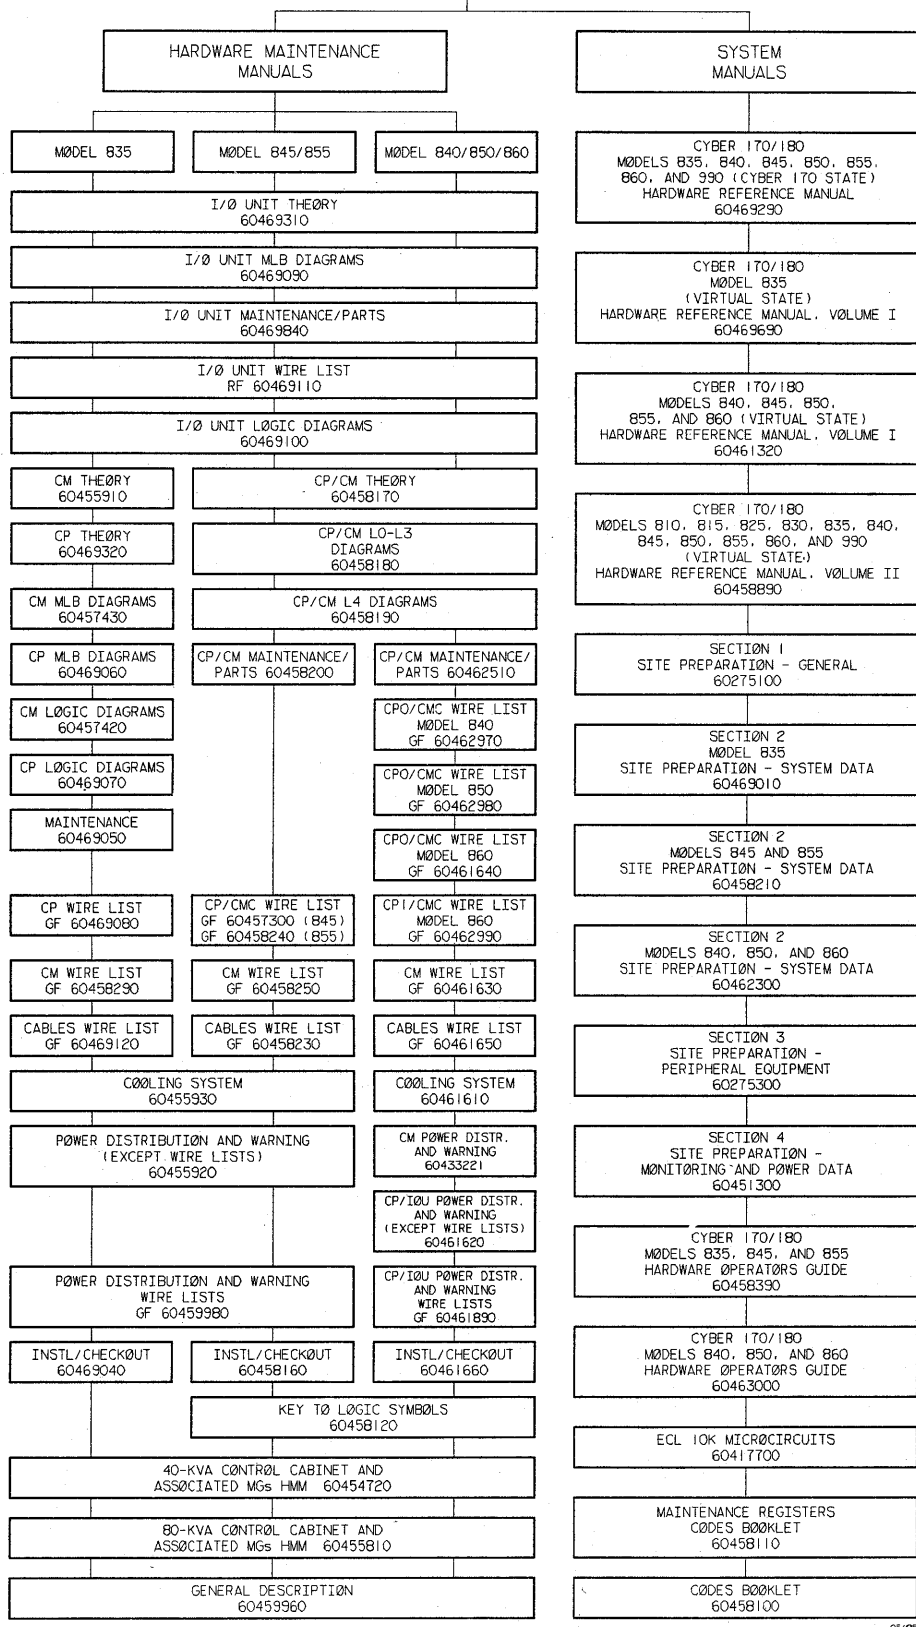 HARDWARE MAINTENANCE
MANUALS
MØDEL 835
MØDEL 845/855
MØDEL 840/850/860
I/Ø UNIT THEØRY
60469310
I/Ø UNIT MLB DIAGRAMS
60469090
I/Ø UNIT MAINTENANCE/PARTS
60469840
I/Ø UNIT WIRE LIST
RF 60469110
I/Ø UNIT LØGIC DIAGRAMS
60469100
CM THEØRY
60455910
CP/CM THEØRY
60458170
CP THEØRY
60469320
CP/CM L0-L3
DIAGRAMS
60458180
CM MLB DIAGRAMS
60457430
CP/CM L4 DIAGRAMS
60458190
CP MLB DIAGRAMS
60469060
CP/CM MAINTENANCE/
PARTS 60458200
CP/CM MAINTENANCE/
PARTS 60462510
CM LØGIC DIAGRAMS
60457420
CP0/CMC WIRE LIST
MØDEL 840
GF 60462970
CP LØGIC DIAGRAMS
60469070
CP0/CMC WIRE LIST
MØDEL 850
GF 60462980
MAINTENANCE
60469050
CP0/CMC WIRE LIST
MØDEL 860
GF 60461640
CP WIRE LIST
GF 60469080
CP/CMC WIRE LIST
GF 60457300 (845)
GF 60458240 (855)
CP1/CMC WIRE LIST
MØDEL 860
GF 60462990
CM WIRE LIST
GF 60458290
CM WIRE LIST
GF 60458250
CM WIRE LIST
GF 60461630
CABLES WIRE LIST
GF 60469120
CABLES WIRE LIST
GF 60458230
CABLES WIRE LIST
GF 60461650
CØØLING SYSTEM
60455930
CØØLING SYSTEM
60461610
PØWER DISTRIBUTIØN AND WARNING
(EXCEPT WIRE LISTS)
60455920
CM PØWER DISTR.
AND WARNING
60433221
CP/IØU PØWER DISTR.
AND WARNING
(EXCEPT WIRE LISTS)
60461620
PØWER DISTRIBUTIØN AND WARNING
WIRE LISTS
GF 60459980
CP/IØU PØWER DISTR.
AND WARNING
WIRE LISTS
GF 60461890
INSTL/CHECKØUT
60469040
INSTL/CHECKØUT
60458160
INSTL/CHECKØUT
60461660
KEY TØ LØGIC SYMBØLS
60458120
40-KVA CØNTRØL CABINET AND
ASSØCIATED MGs HMM 60454720
80-KVA CØNTRØL CABINET AND
ASSØCIATED MGs HMM 60455810
GENERAL DESCRIPTIØN
60459960
SYSTEM
MANUALS
CYBER 170/180
MØDELS 835, 840, 845, 850, 855,
860, AND 990 (CYBER 170 STATE)
HARDWARE REFERENCE MANUAL
60469290
CYBER 170/180
MØDEL 835
(VIRTUAL STATE)
HARDWARE REFERENCE MANUAL, VØLUME I
60469690
CYBER 170/180
MØDELS 840, 845, 850,
855, AND 860 (VIRTUAL STATE)
HARDWARE REFERENCE MANUAL, VØLUME I
60461320
CYBER 170/180
MØDELS 810, 815, 825, 830, 835, 840,
845, 850, 855, 860, AND 990
(VIRTUAL STATE)
HARDWARE REFERENCE MANUAL, VØLUME II
60458890
SECTIØN 1
SITE PREPARATIØN - GENERAL
60275100
SECTIØN 2
MØDEL 835
SITE PREPARATIØN - SYSTEM DATA
60469010
SECTIØN 2
MØDELS 845 AND 855
SITE PREPARATIØN - SYSTEM DATA
60458210
SECTIØN 2
MØDELS 840, 850, AND 860
SITE PREPARATIØN - SYSTEM DATA
60462300
SECTIØN 3
SITE PREPARATIØN -
PERIPHERAL EQUIPMENT
60275300
SECTIØN 4
SITE PREPARATIØN -
MØNITØRING AND PØWER DATA
60451300
CYBER 170/180
MØDELS 835, 845, AND 855
HARDWARE ØPERATØRS GUIDE
60458390
CYBER 170/180
MØDELS 840, 850, AND 860
HARDWARE ØPERATØRS GUIDE
60463000
ECL 10K MICRØCIRCUITS
60417700
MAINTENANCE REGISTERS
CØDES BØØKLET
60458110
CØDES BØØKLET
60458100